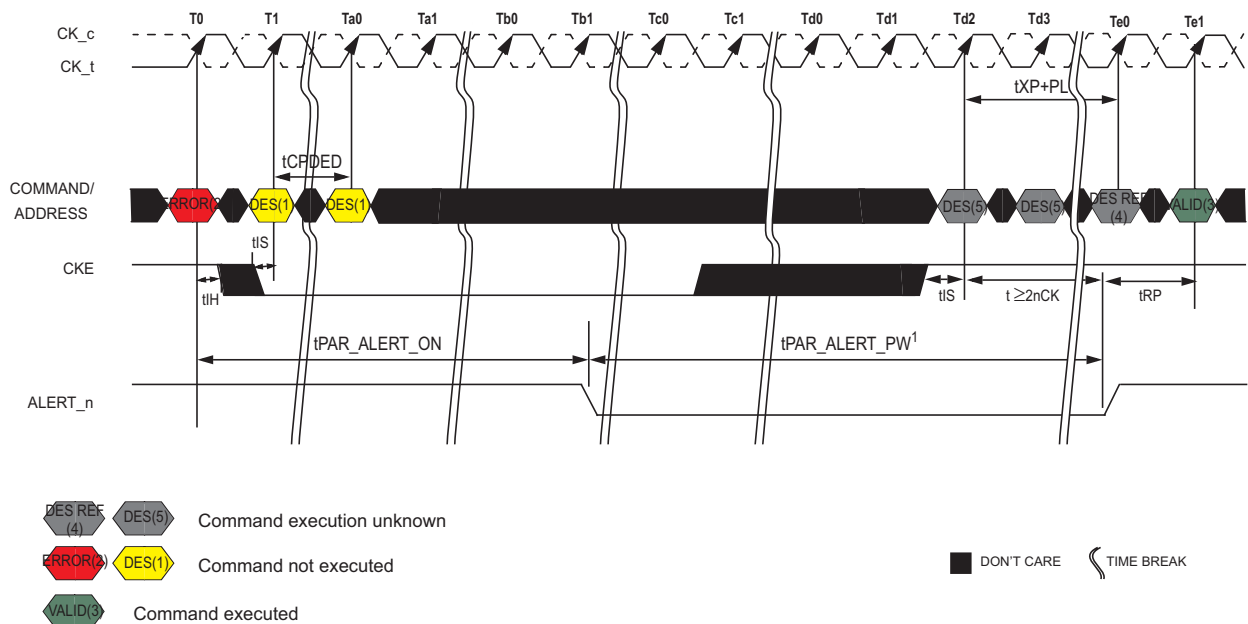 T0 T1 Ta0 Ta1 Tb0 Tb1 Tc0 Tc1 Td0 Td1 Td2 Td3 Te0 Te1
CK_c
CK_t
tXP+PL
tCPDED
COMMAND/
ADDRESS
ERROR(2 DES(1 DES(1 DES(5) DES(5) DES REF
(4) ALID(3)
tIS
CKE
tIH tIS t ≥2nCK tRP
tPAR_ALERT_ON tPAR_ALERT_PW¹
ALERT_n
DES REF
(4) DES(5) Command execution unknown
ERROR(2) DES(1) Command not executed
DON'T CARE TIME BREAK
VALID(3) Command executed